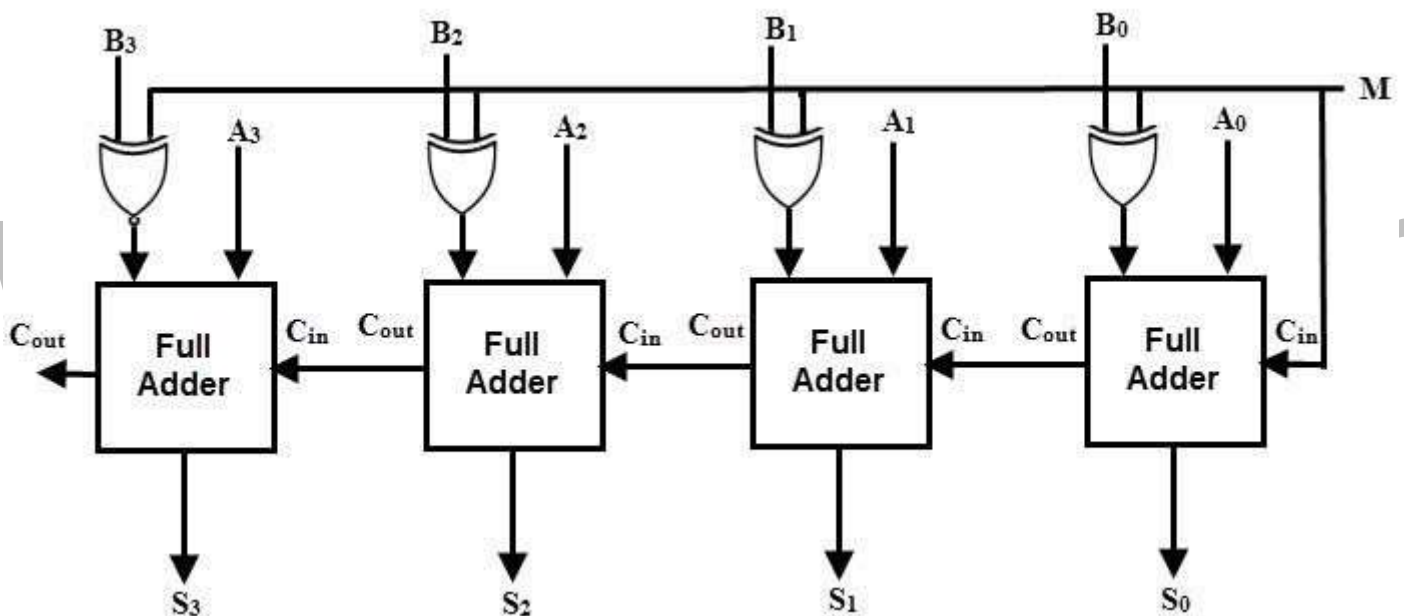 B₃ B₂ B₁ B₀
M
A₃ A₂ A₁ A₀
Cout Full Adder Cin Cout Full Adder Cin Cout Full Adder Cin Cout Full Adder Cin
S₃ S₂ S₁ S₀